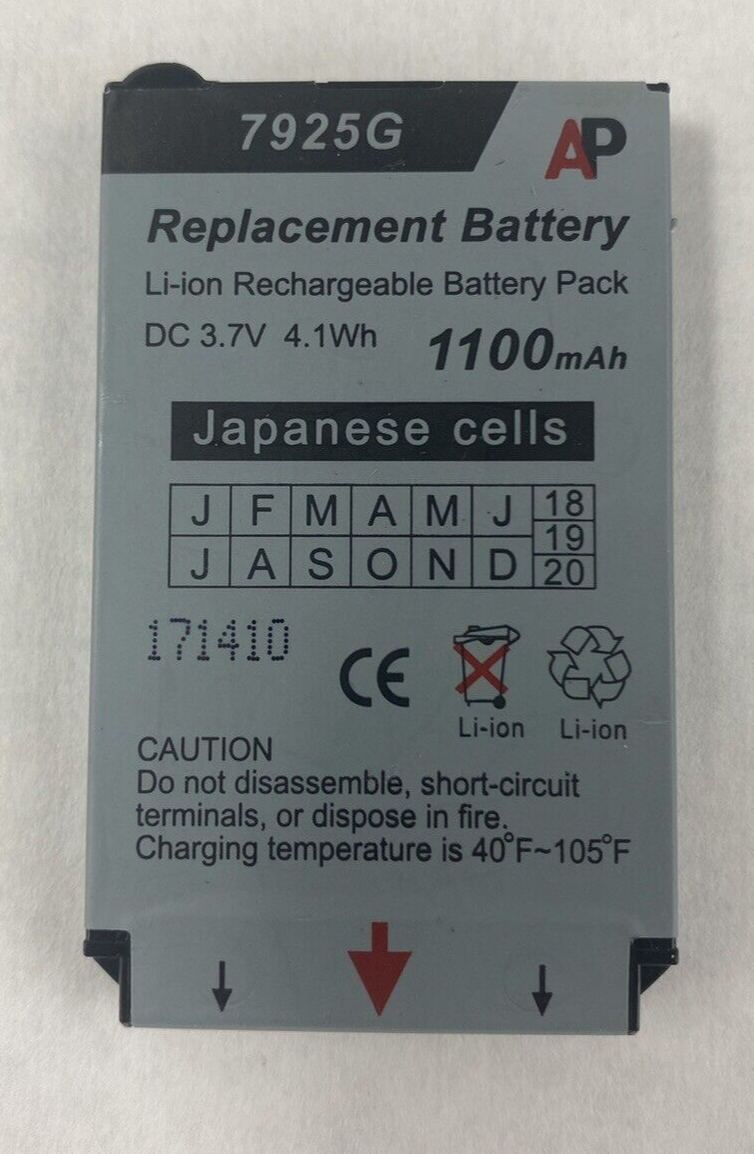 7925G
AP
Replacement Battery
Li-ion Rechargeable Battery Pack
DC 3.7V 4.1Wh 1100mAh
Japanese cells
J F M A M J 18
19
J A S O N D 20
171410
CE
Li-ion Li-ion
CAUTION
Do not disassemble, short-circuit
terminals, or dispose in fire.
Charging temperature is 40°F~105°F